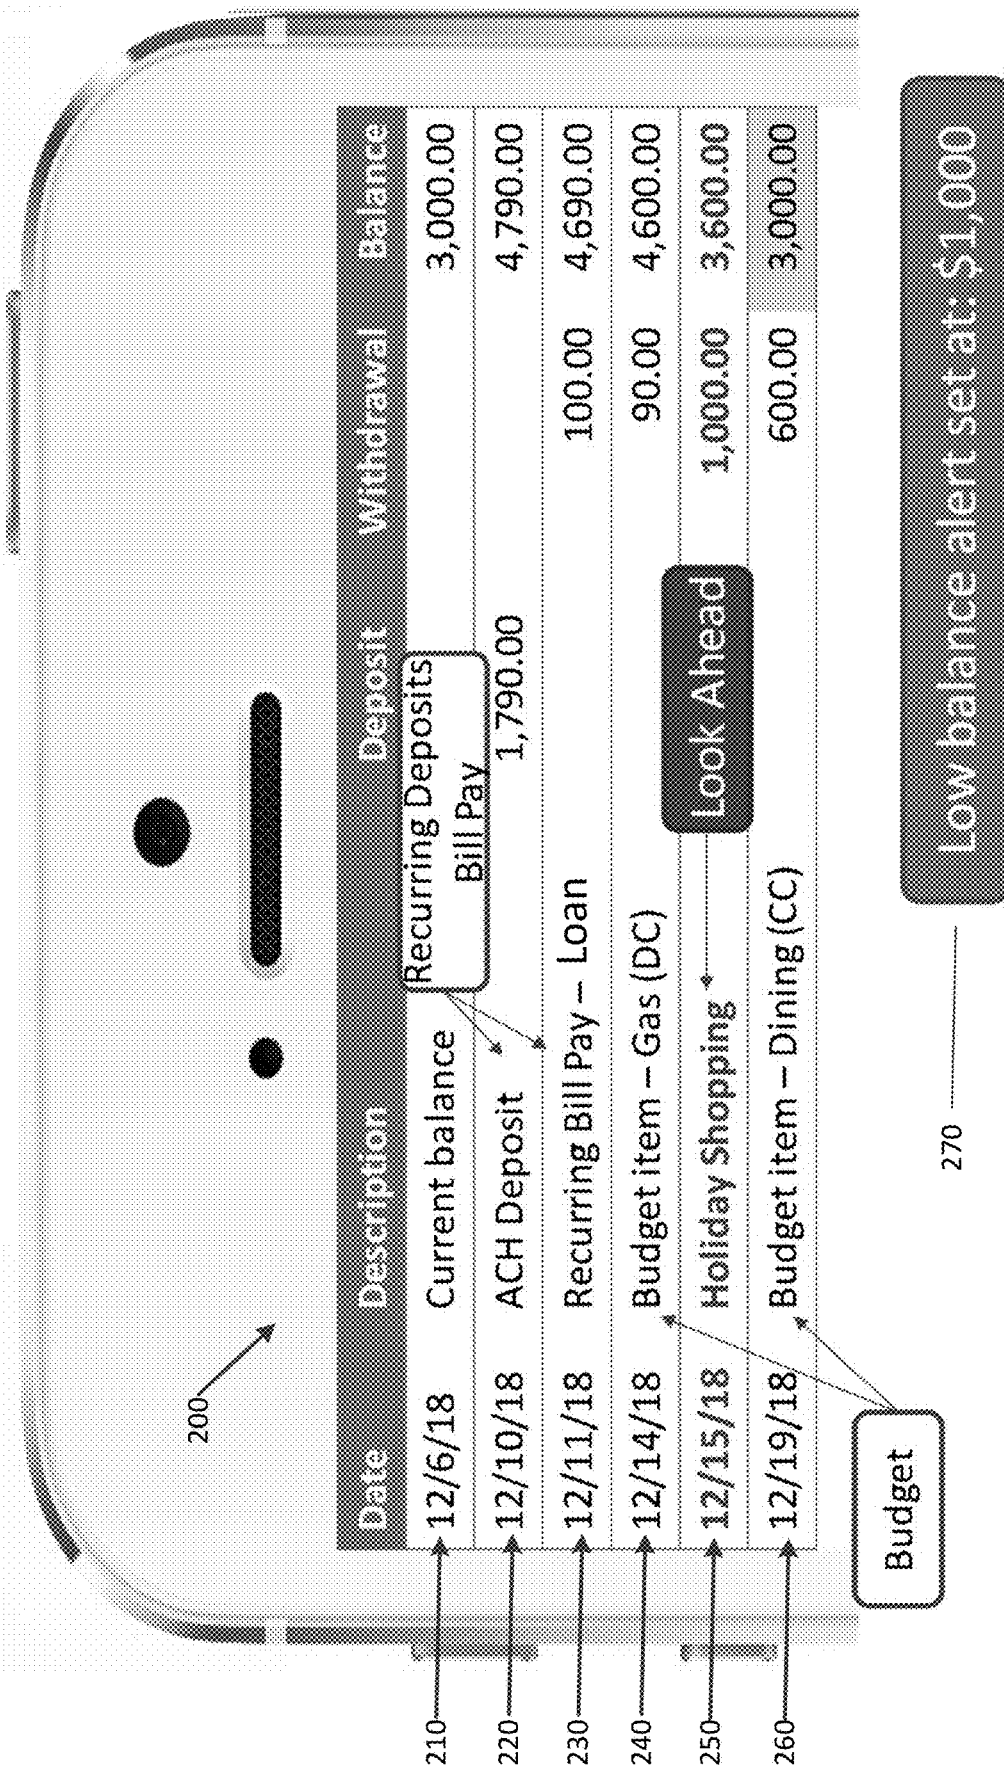 200
Date Description Deposit Withdrawal Balance
210 12/6/18 Current balance 3,000.00
Recurring Deposits
Bill Pay
220 12/10/18 ACH Deposit 1,790.00 4,790.00
230 12/11/18 Recurring Bill Pay – Loan 100.00 4,690.00
240 12/14/18 Budget item – Gas (DC) 90.00 4,600.00
250 12/15/18 Holiday Shopping Look Ahead 1,000.00 3,600.00
260 12/19/18 Budget item – Dining (CC) 600.00 3,000.00
Budget
270 Low balance alert set at: $1,000